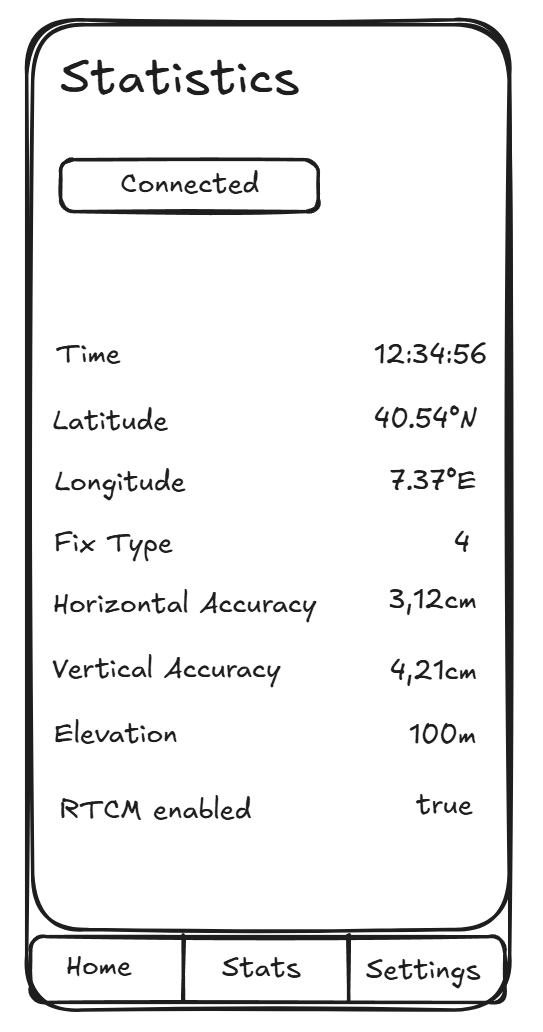 Statistics
Connected
Time 12:34:56
Latitude 40.54°N
Longitude 7.37°E
Fix Type 4
Horizontal Accuracy 3,12cm
Vertical Accuracy 4,21cm
Elevation 100m
RTCM enabled true
Home Stats Settings